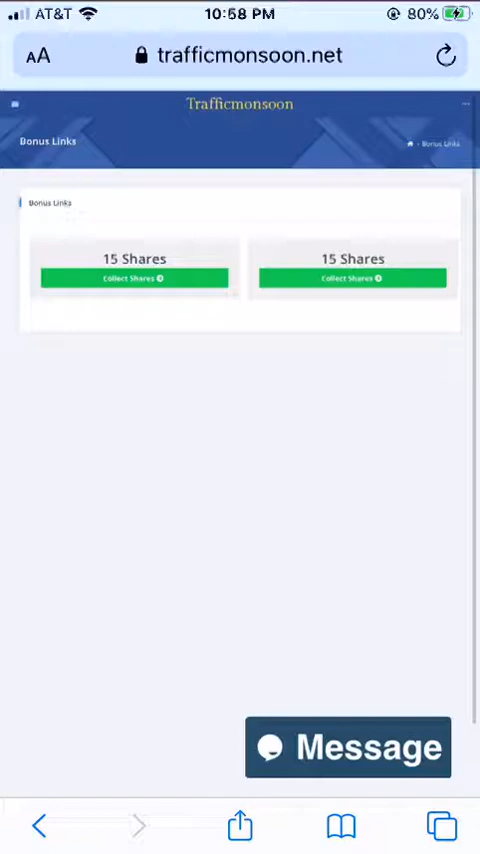 AT&T 10:58 PM 80%
AA trafficmonsoon.net
Trafficmonsoon
Bonus Links
Bonus Links
Bonus Links
15 Shares 15 Shares
Collect Shares Collect Shares
Message